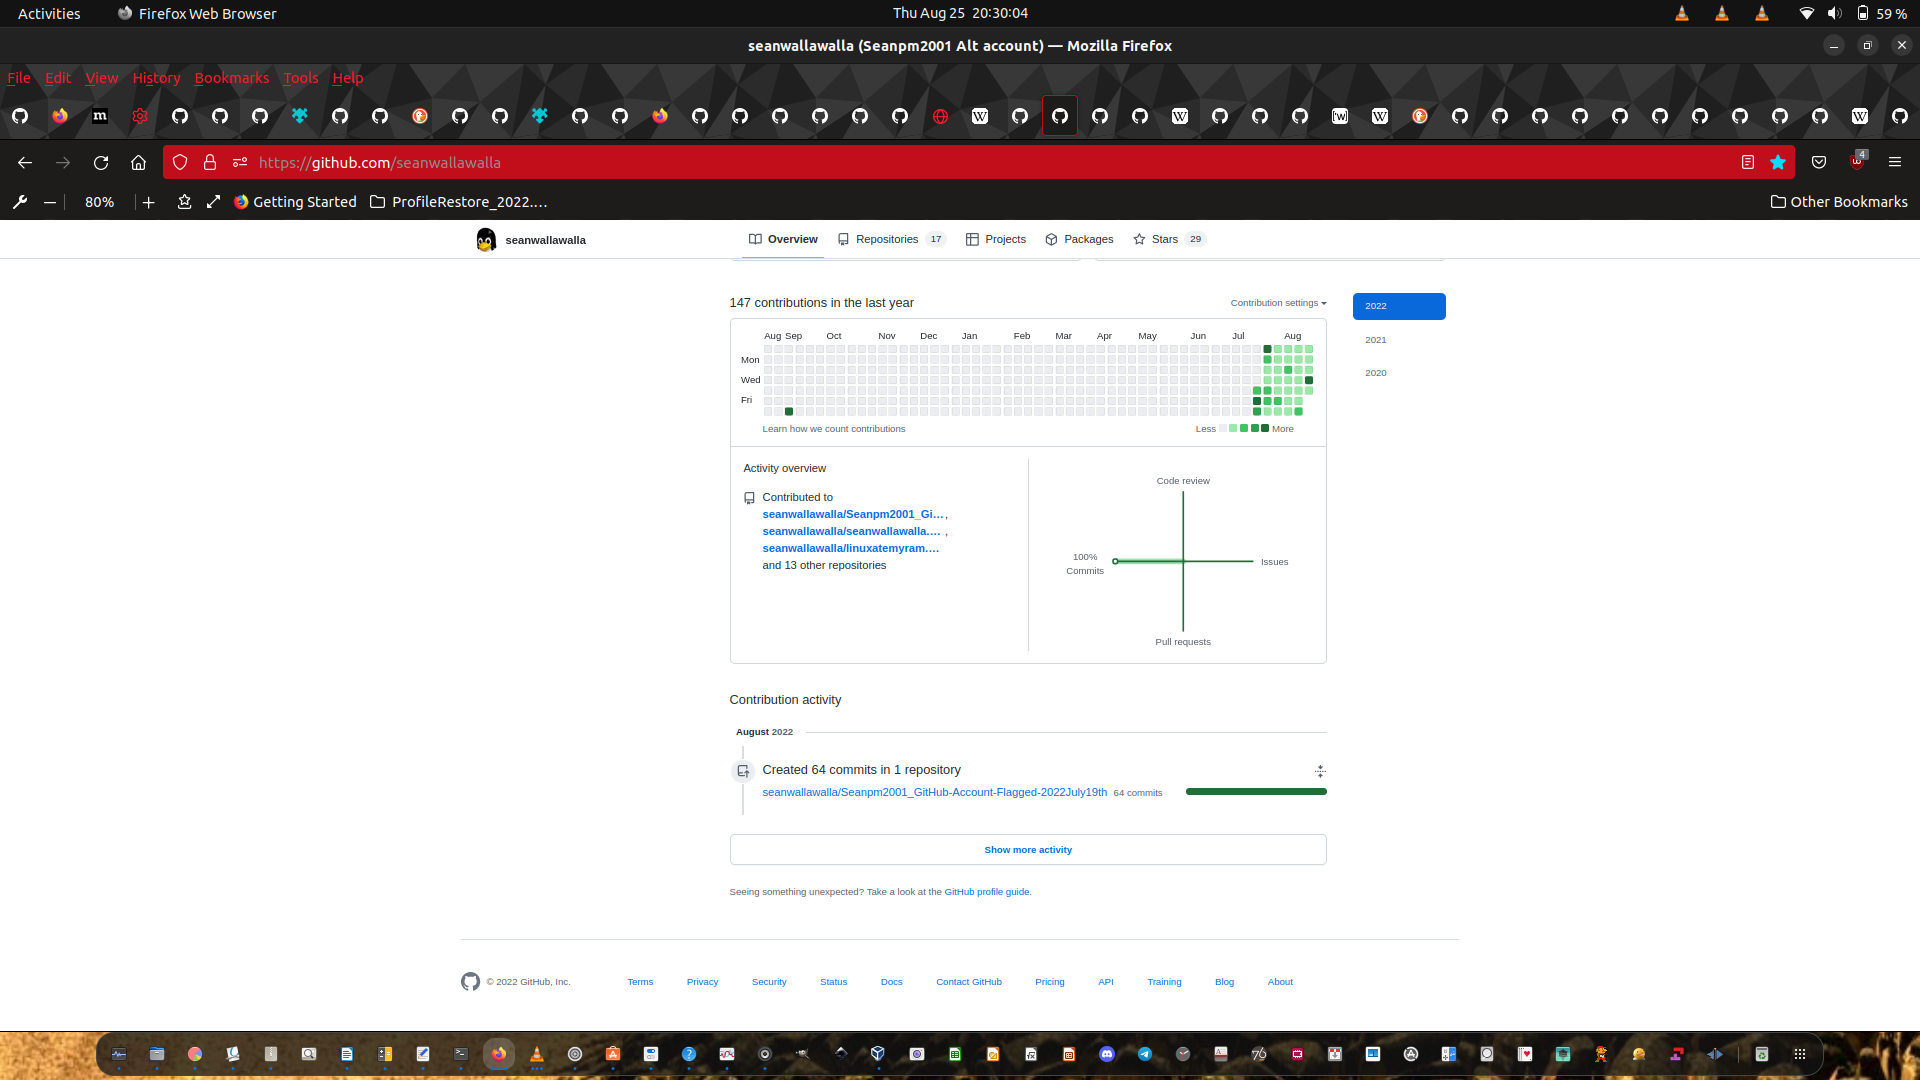 Activities
Firefox Web Browser
Thu Aug 25 20:30:04
59 %
seanwallawalla (Seanpm2001 Alt account) — Mozilla Firefox
File Edit View History Bookmarks Tools Help
https://github.com/seanwallawalla
4
80%
Getting Started
ProfileRestore_2022.…
Other Bookmarks
seanwallawalla
Overview
Repositories 17
Projects
Packages
Stars 29
147 contributions in the last year
Contribution settings
2022
2021
2020
Aug Sep Oct Nov Dec Jan Feb Mar Apr May Jun Jul Aug
Mon
Wed
Fri
Learn how we count contributions
Less
More
Activity overview
Contributed to
seanwallawalla/Seanpm2001_Gi… ,
seanwallawalla/seanwallawalla.… ,
seanwallawalla/linuxatemyram.…
and 13 other repositories
Code review
100%
Commits
Issues
Pull requests
Contribution activity
August 2022
Created 64 commits in 1 repository
seanwallawalla/Seanpm2001_GitHub-Account-Flagged-2022July19th 64 commits
Show more activity
Seeing something unexpected? Take a look at the GitHub profile guide.
© 2022 GitHub, Inc.
Terms
Privacy
Security
Status
Docs
Contact GitHub
Pricing
API
Training
Blog
About